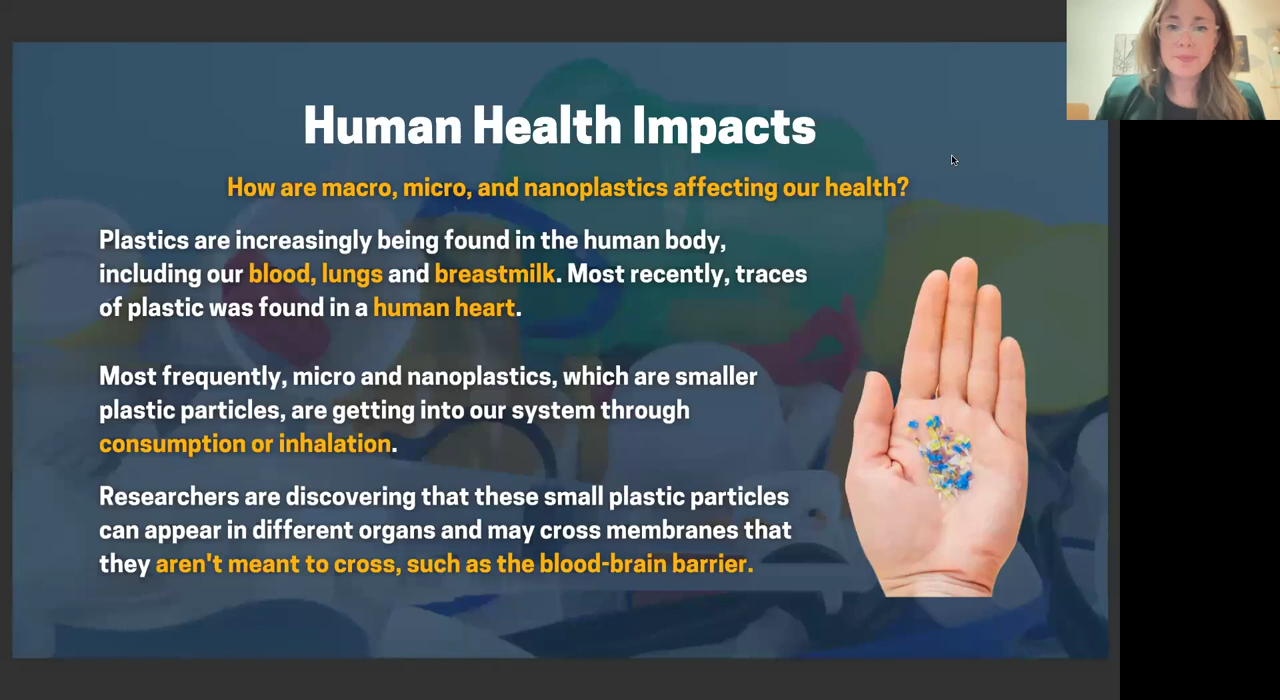 Human Health Impacts
How are macro, micro, and nanoplastics affecting our health?
Plastics are increasingly being found in the human body,
including our blood, lungs and breastmilk. Most recently, traces
of plastic was found in a human heart.
Most frequently, micro and nanoplastics, which are smaller
plastic particles, are getting into our system through
consumption or inhalation.
Researchers are discovering that these small plastic particles
can appear in different organs and may cross membranes that
they aren't meant to cross, such as the blood-brain barrier.